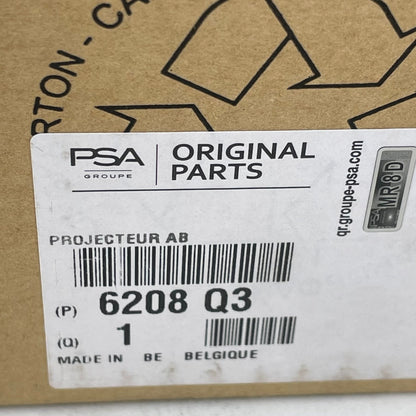 RTON - CA
PSA
GROUPE
ORIGINAL
PARTS
qr.groupe-psa.com
PSA MR8D
PROJECTEUR AB
(P) 6208 Q3
(Q) 1
MADE IN BE BELGIQUE